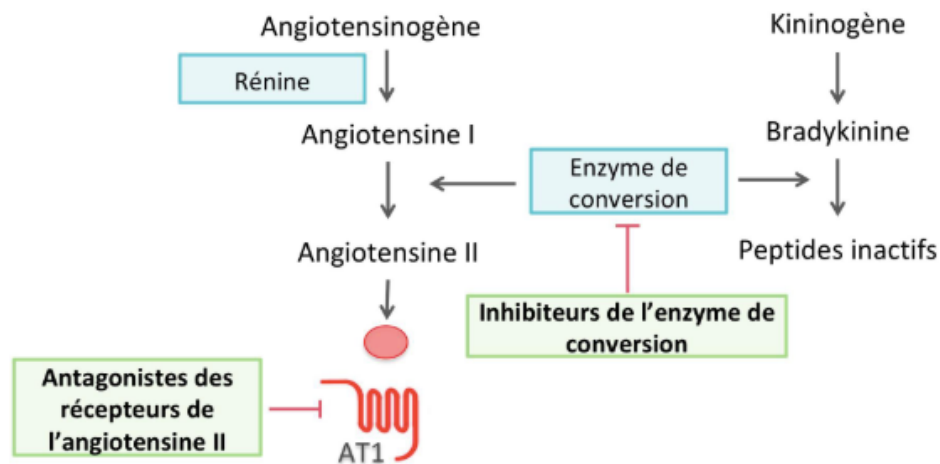 Angiotensinogène
Kininogène
Rénine
Angiotensine I
Bradykinine
Enzyme de
conversion
Angiotensine II
Peptides inactifs
Inhibiteurs de l’enzyme de
conversion
Antagonistes des
récepteurs de
l’angiotensine II
AT1